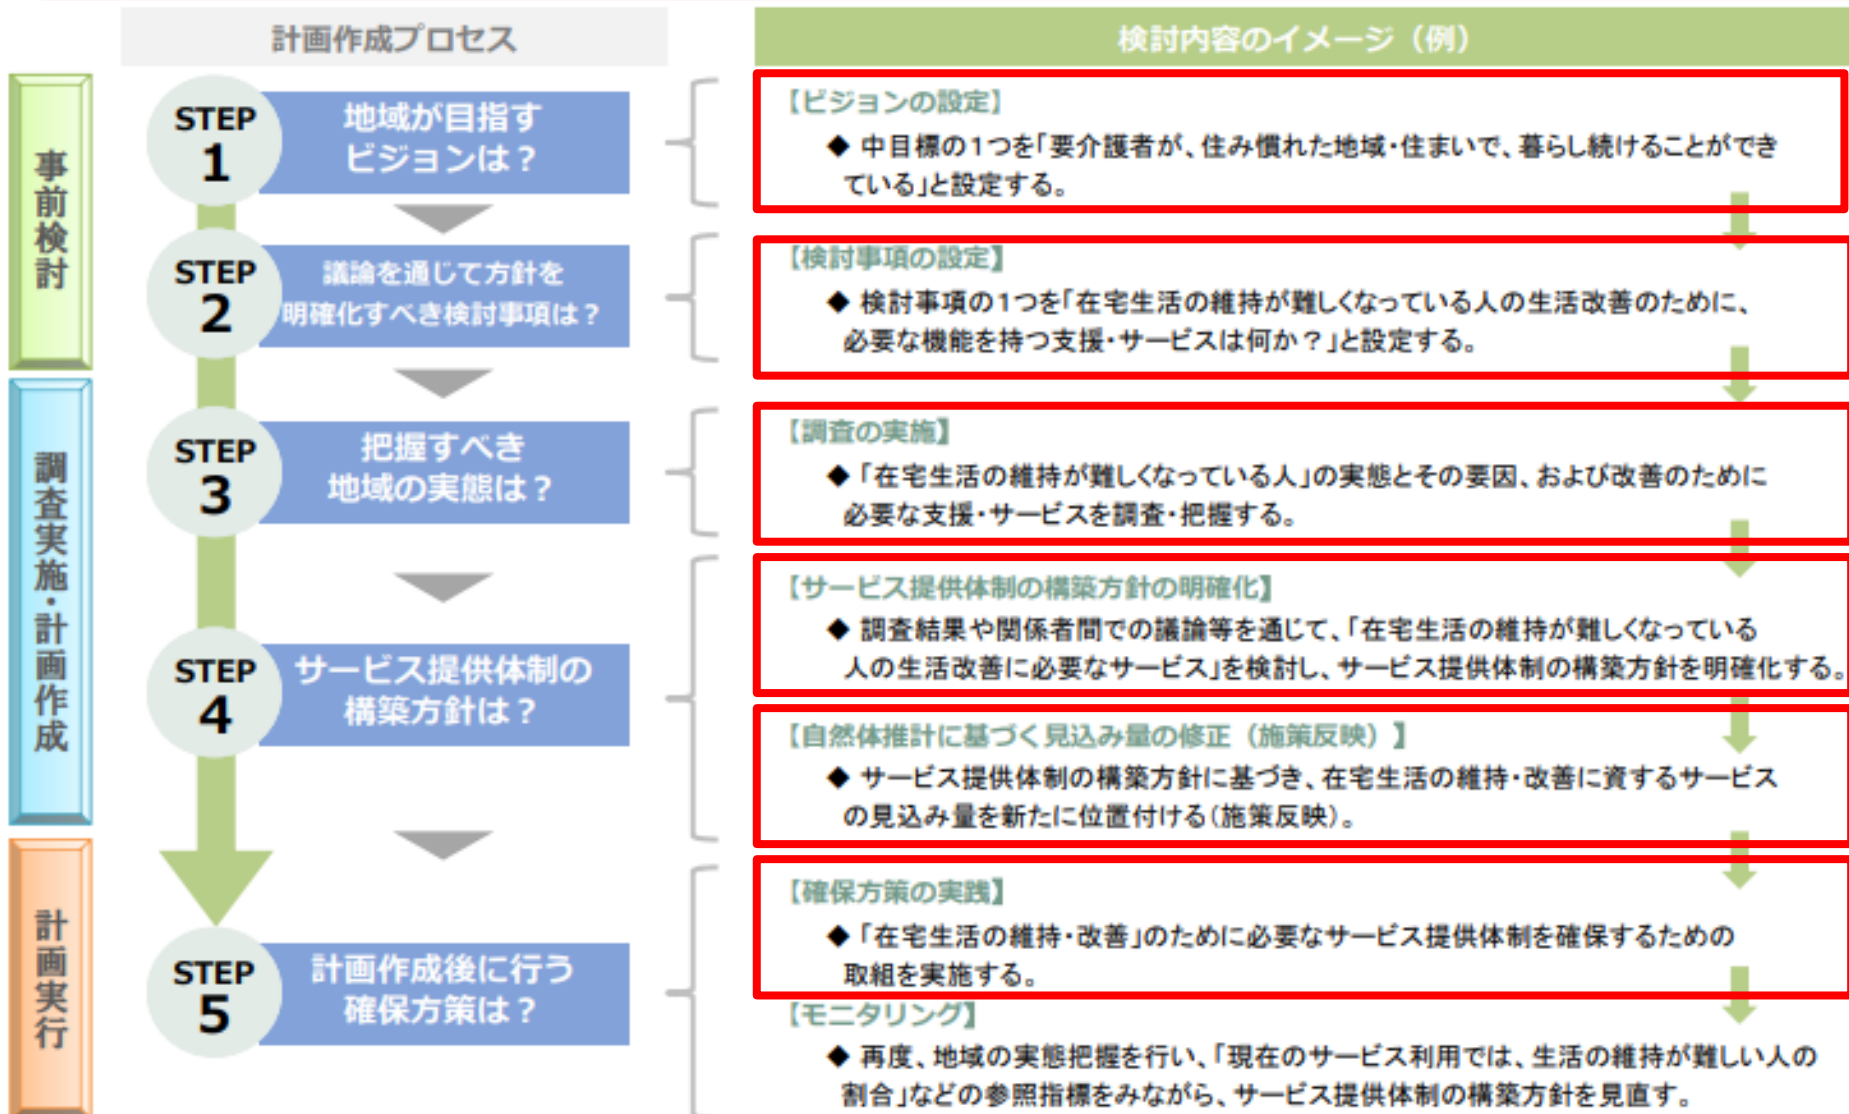 計画作成プロセス
検討内容のイメージ（例）
事前検討
STEP
1
地域が目指す
ビジョンは？
【ビジョンの設定】
◆ 中目標の１つを「要介護者が、住み慣れた地域・住まいで、暮らし続けることができ
ている」と設定する。
STEP
2
議論を通じて方針を
明確化すべき検討事項は？
【検討事項の設定】
◆ 検討事項の１つを「在宅生活の維持が難しくなっている人の生活改善のために、
必要な機能を持つ支援・サービスは何か？」と設定する。
調査実施・計画作成
STEP
3
把握すべき
地域の実態は？
【調査の実施】
◆「在宅生活の維持が難しくなっている人」の実態とその要因、および改善のために
必要な支援・サービスを調査・把握する。
STEP
4
サービス提供体制の
構築方針は？
【サービス提供体制の構築方針の明確化】
◆ 調査結果や関係者間での議論等を通じて、「在宅生活の維持が難しくなっている
人の生活改善に必要なサービス」を検討し、サービス提供体制の構築方針を明確化する。
【自然体推計に基づく見込み量の修正（施策反映）】
◆ サービス提供体制の構築方針に基づき、在宅生活の維持・改善に資するサービス
の見込み量を新たに位置付ける（施策反映）。
計画実行
STEP
5
計画作成後に行う
確保方策は？
【確保方策の実践】
◆「在宅生活の維持・改善」のために必要なサービス提供体制を確保するための
取組を実施する。
【モニタリング】
◆ 再度、地域の実態把握を行い、「現在のサービス利用では、生活の維持が難しい人の
割合」などの参照指標をみながら、サービス提供体制の構築方針を見直す。